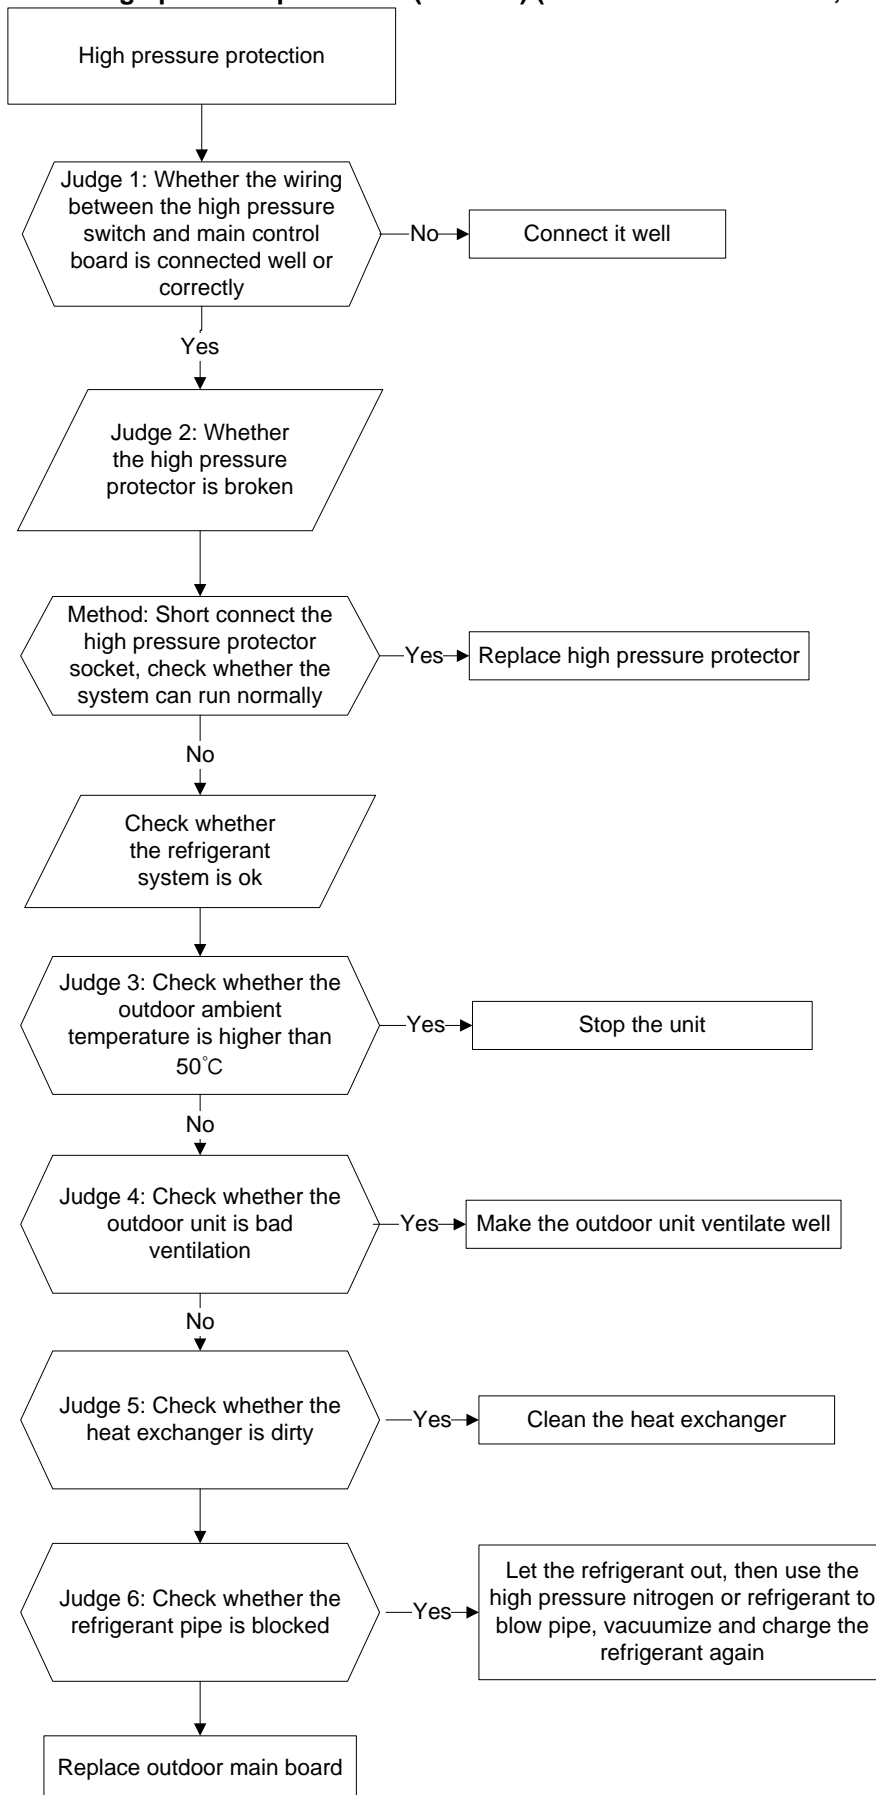 High pressure protection
Judge 1: Whether the wiring
between the high pressure
switch and main control
board is connected well or
correctly
No
Connect it well
Yes
Judge 2: Whether
the high pressure
protector is broken
Method: Short connect the
high pressure protector
socket, check whether the
system can run normally
Yes
Replace high pressure protector
No
Check whether
the refrigerant
system is ok
Judge 3: Check whether the
outdoor ambient
temperature is higher than
50°C
Yes
Stop the unit
No
Judge 4: Check whether the
outdoor unit is bad
ventilation
Yes
Make the outdoor unit ventilate well
No
Judge 5: Check whether the
heat exchanger is dirty
Yes
Clean the heat exchanger
Judge 6: Check whether the
refrigerant pipe is blocked
Yes
Let the refrigerant out, then use the
high pressure nitrogen or refrigerant to
blow pipe, vacuumize and charge the
refrigerant again
Replace outdoor main board